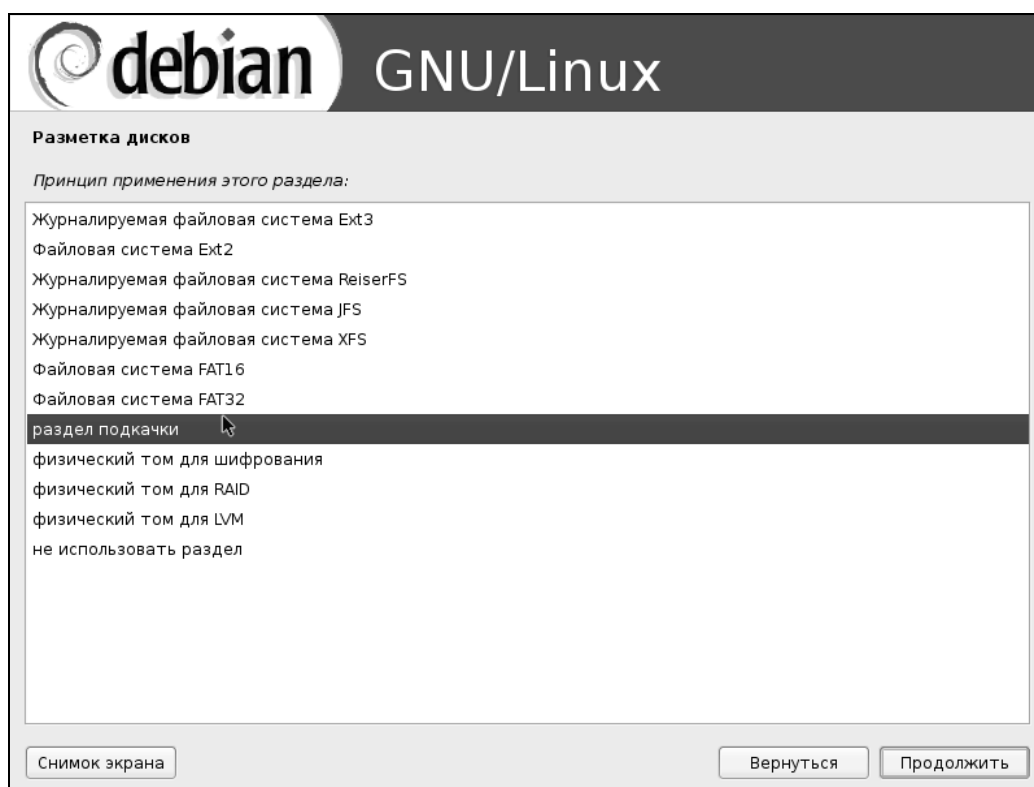 debian GNU/Linux
Разметка дисков
Принцип применения этого раздела:
Журналируемая файловая система Ext3
Файловая система Ext2
Журналируемая файловая система ReiserFS
Журналируемая файловая система JFS
Журналируемая файловая система XFS
Файловая система FAT16
Файловая система FAT32
раздел подкачки
физический том для шифрования
физический том для RAID
физический том для LVM
не использовать раздел
Снимок экрана Вернуться Продолжить